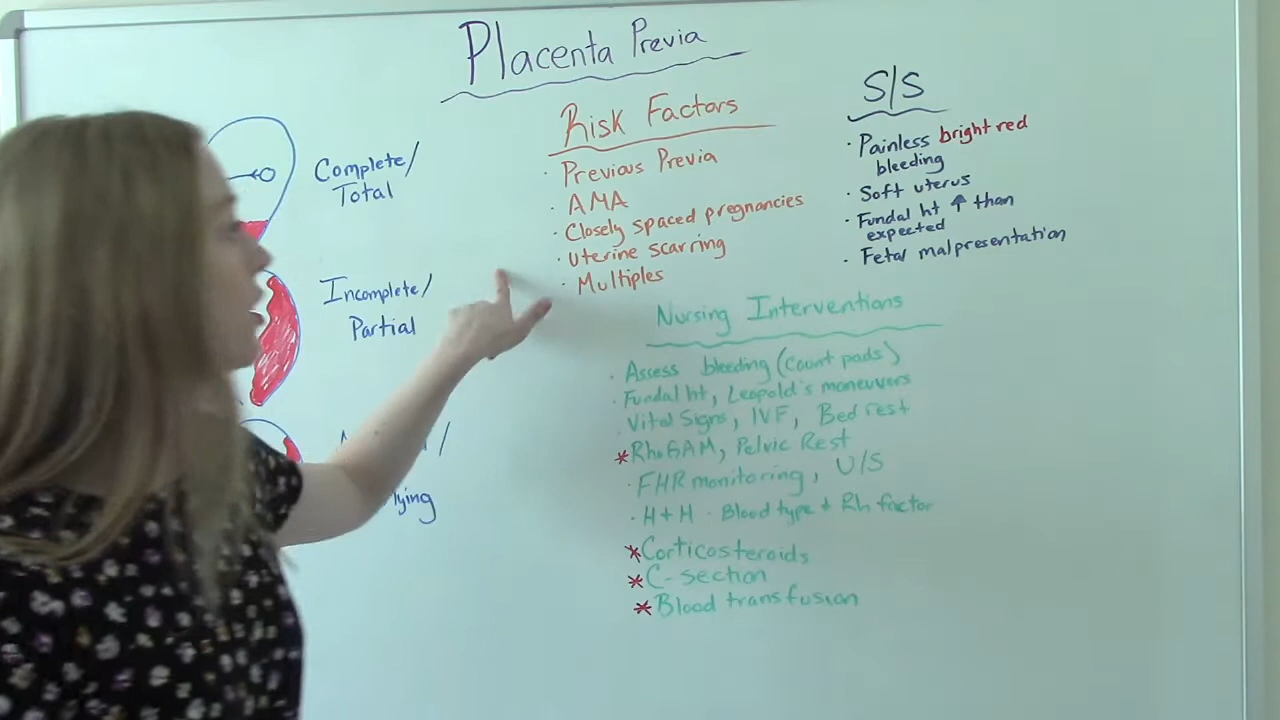 Placenta Previa
Complete/
Total
Incomplete/
Partial
/
lying
Risk Factors
· Previous Previa
· AMA
· Closely spaced pregnancies
· Uterine scarring
· Multiples
S/S
· Painless bright red
bleeding
· Soft uterus
· Fundal ht ↑ than
expected
· Fetal malpresentation
Nursing Interventions
· Assess bleeding (count pads)
· Fundal ht, Leopold's maneuvers
· Vital Signs, IVF, Bed rest
* RhoGAM, Pelvic Rest
· FHR monitoring, U/S
· H+H · Blood type + Rh factor
* Corticosteroids
* C-section
* Blood transfusion